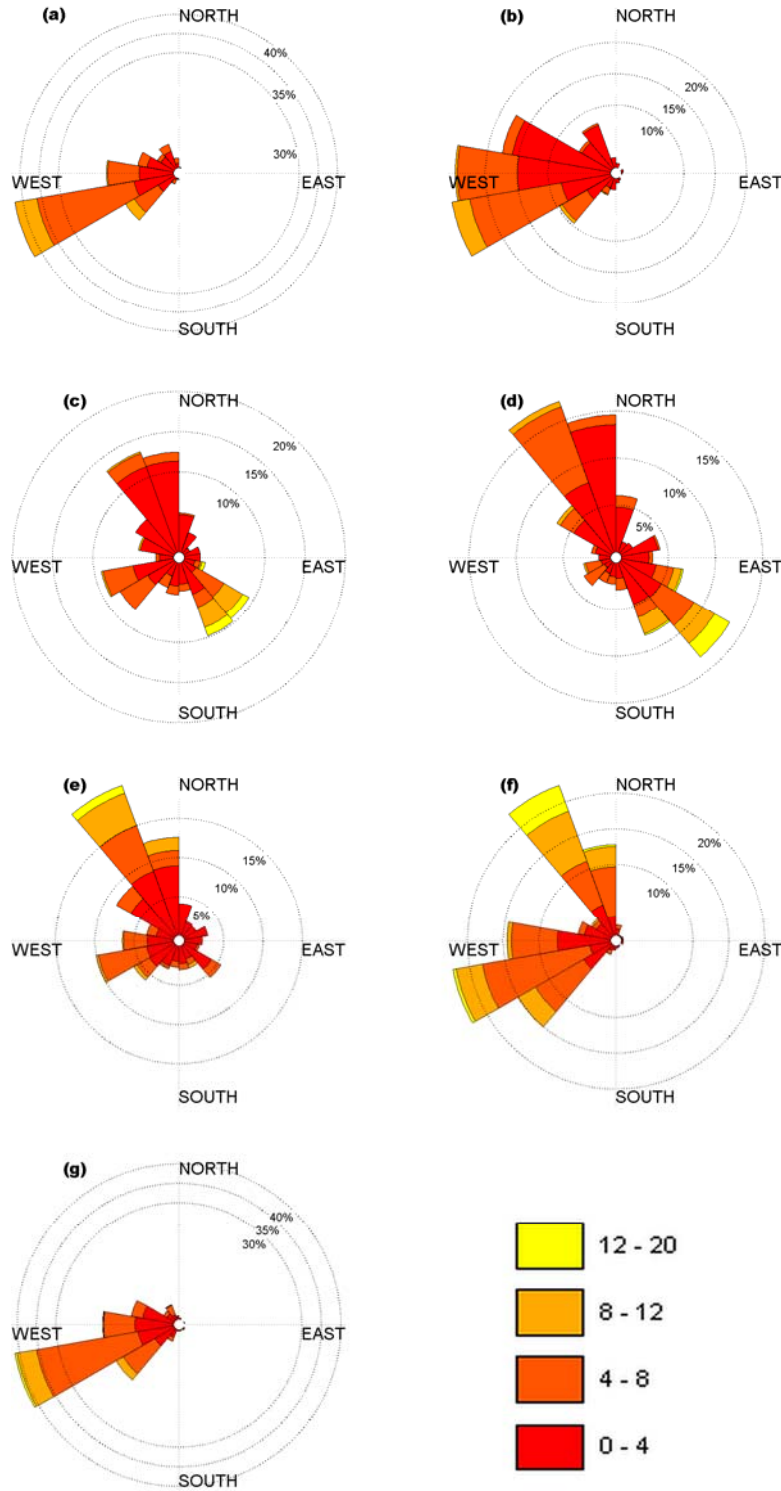 (a)
NORTH
40%
35%
30%
WEST
EAST
SOUTH
(b)
NORTH
20%
15%
10%
WEST
EAST
SOUTH
(c)
NORTH
20%
15%
10%
WEST
EAST
SOUTH
(d)
NORTH
15%
10%
5%
WEST
EAST
SOUTH
(e)
NORTH
15%
10%
5%
WEST
EAST
SOUTH
(f)
NORTH
20%
15%
10%
WEST
EAST
SOUTH
(g)
NORTH
40%
35%
30%
WEST
EAST
SOUTH
12 - 20
8 - 12
4 - 8
0 - 4